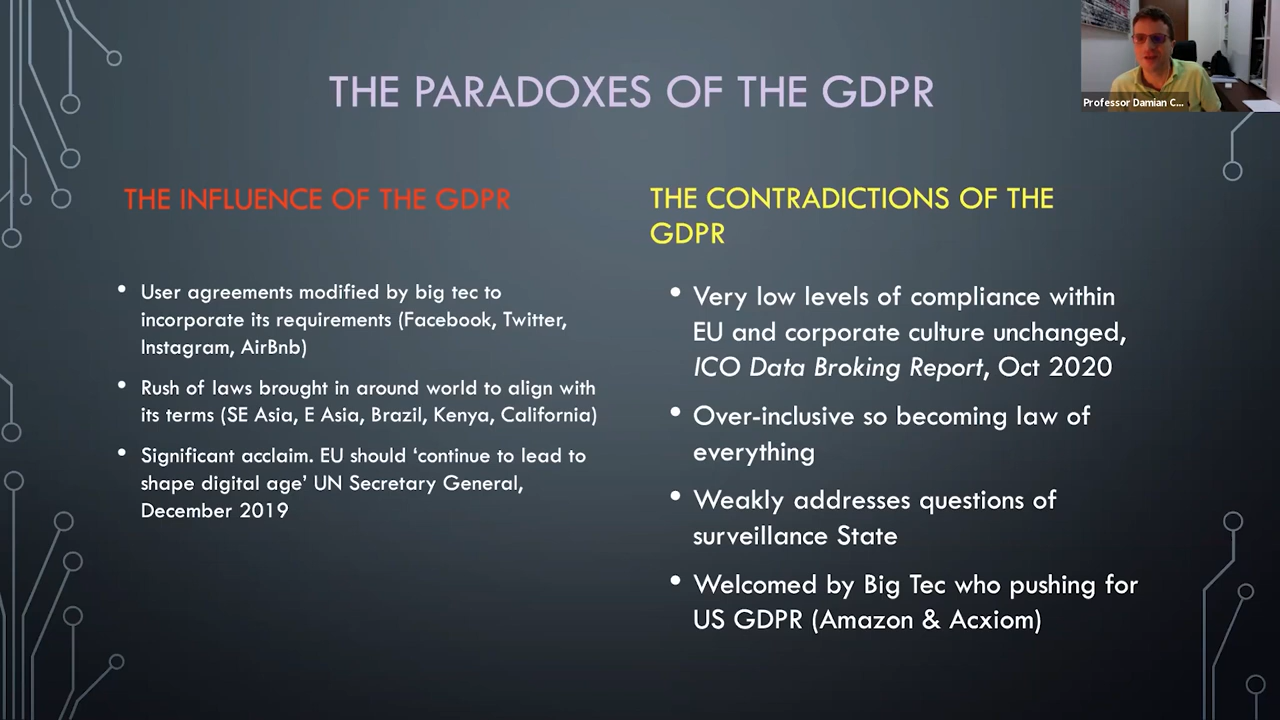 THE PARADOXES OF THE GDPR
Professor Damian C...
THE INFLUENCE OF THE GDPR
User agreements modified by big tec to
incorporate its requirements (Facebook, Twitter,
Instagram, AirBnb)
Rush of laws brought in around world to align with
its terms (SE Asia, E Asia, Brazil, Kenya, California)
Significant acclaim. EU should ‘continue to lead to
shape digital age’ UN Secretary General,
December 2019
THE CONTRADICTIONS OF THE
GDPR
Very low levels of compliance within
EU and corporate culture unchanged,
ICO Data Broking Report, Oct 2020
Over-inclusive so becoming law of
everything
Weakly addresses questions of
surveillance State
Welcomed by Big Tec who pushing for
US GDPR (Amazon & Acxiom)